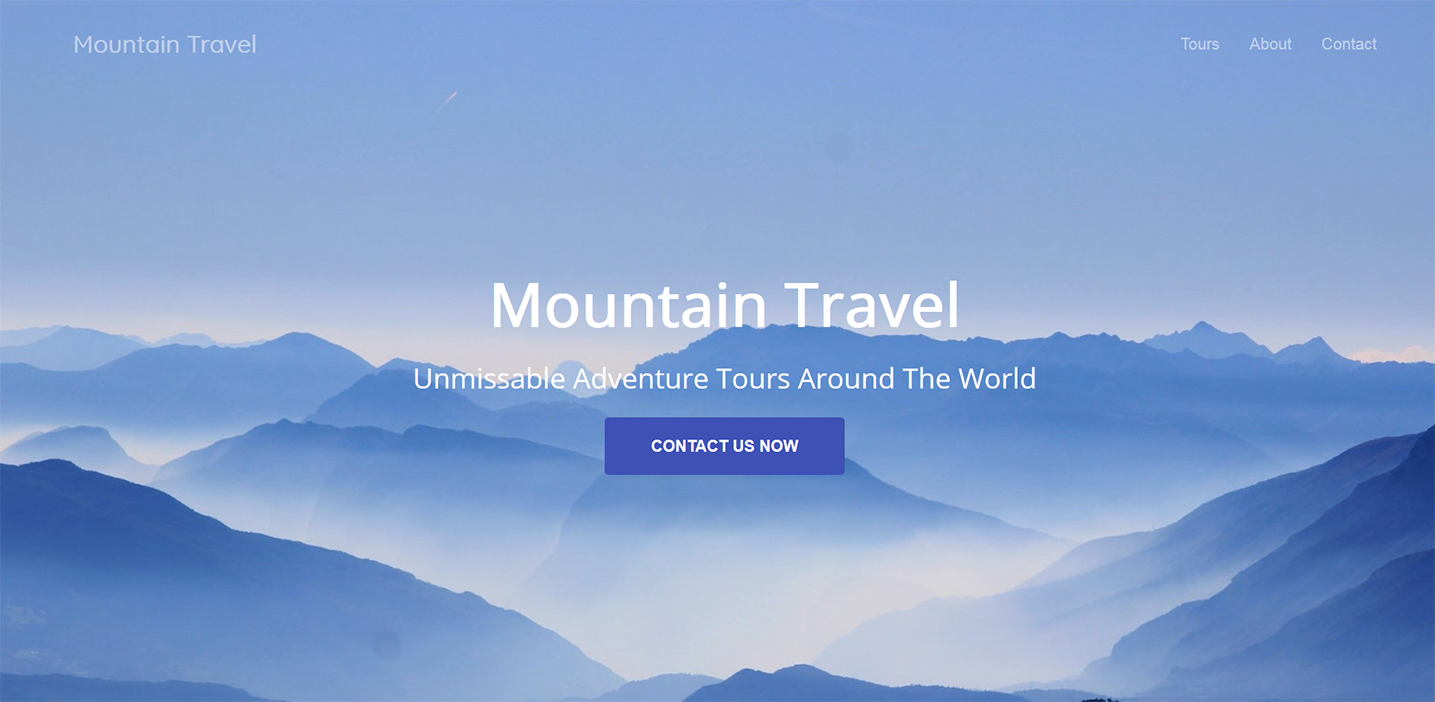 Mountain Travel
Tours About Contact
Mountain Travel
Unmissable Adventure Tours Around The World
CONTACT US NOW